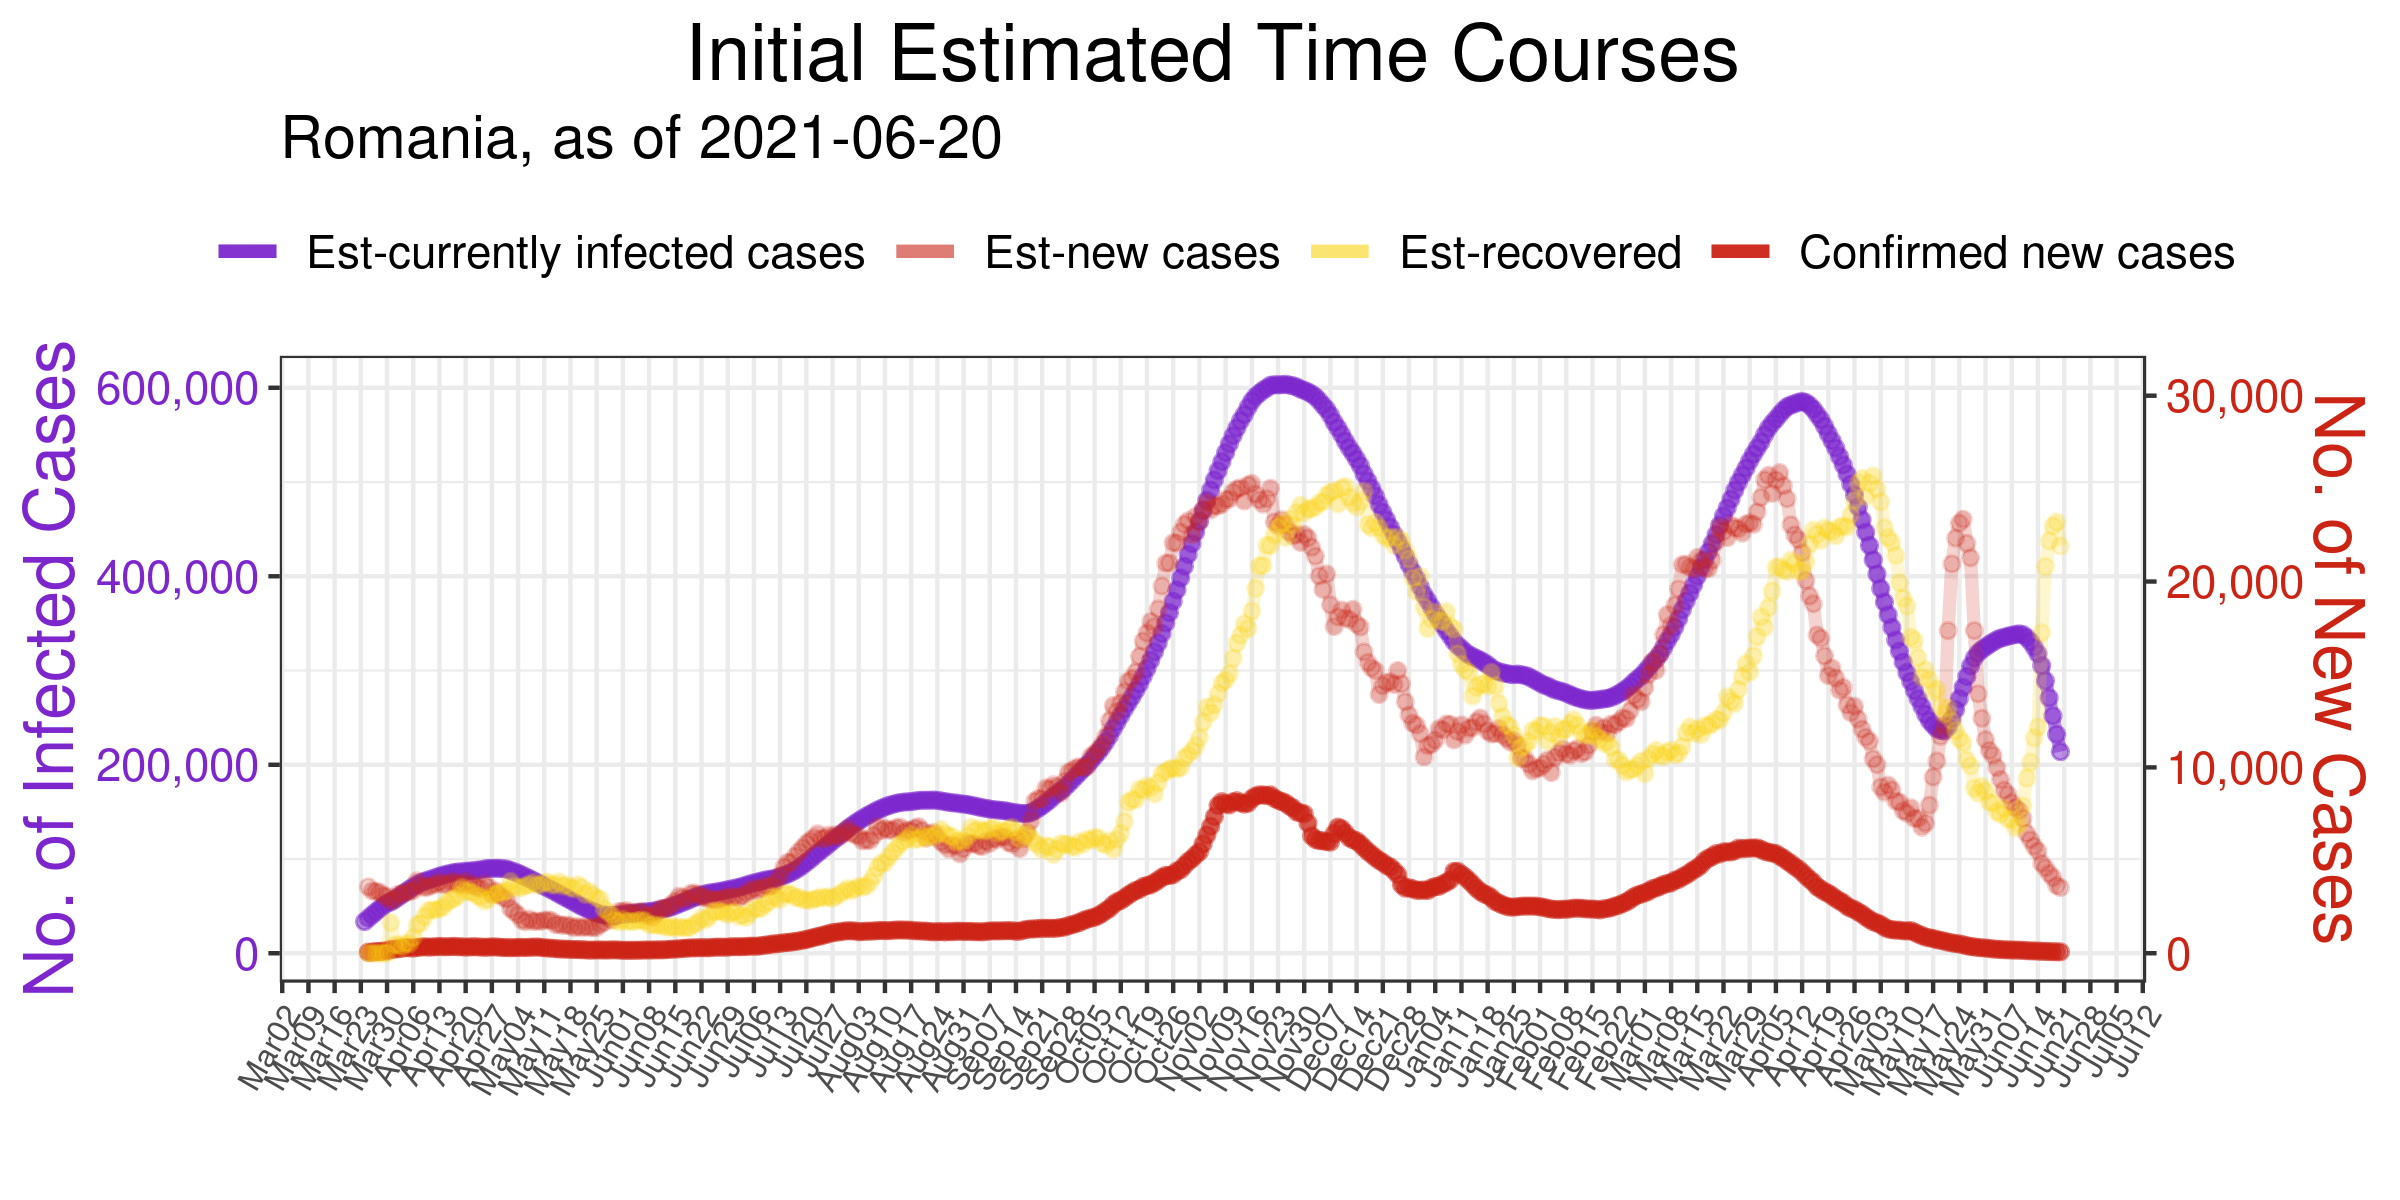 Initial Estimated Time Courses
Romania, as of 2021-06-20
Est-currently infected cases
Est-new cases
Est-recovered
Confirmed new cases
No. of Infected Cases
600,000
400,000
200,000
0
30,000
20,000
10,000
0
No. of New Cases
Mar02
Mar09
Mar16
Mar23
Mar30
Apr06
Apr13
Apr20
Apr27
May04
May11
May18
May25
Jun01
Jun08
Jun15
Jun22
Jun29
Jul06
Jul13
Jul20
Jul27
Aug03
Aug10
Aug17
Aug24
Aug31
Sep07
Sep14
Sep21
Sep28
Oct05
Oct12
Oct19
Oct26
Nov02
Nov09
Nov16
Nov23
Nov30
Dec07
Dec14
Dec21
Dec28
Jan04
Jan11
Jan18
Jan25
Feb01
Feb08
Feb15
Feb22
Mar01
Mar08
Mar15
Mar22
Mar29
Apr05
Apr12
Apr19
Apr26
May03
May10
May17
May24
May31
Jun07
Jun14
Jun21
Jun28
Jul05
Jul12